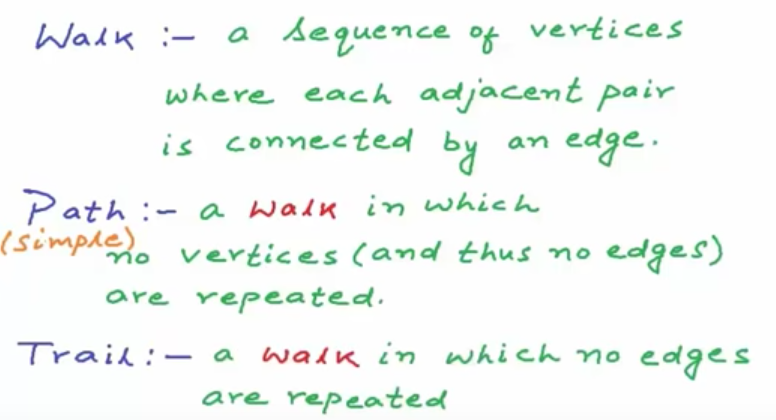 Walk :- a sequence of vertices
where each adjacent pair
is connected by an edge.
Path :- a walk in which
(simple)
no vertices (and thus no edges)
are repeated.
Trail :- a walk in which no edges
are repeated